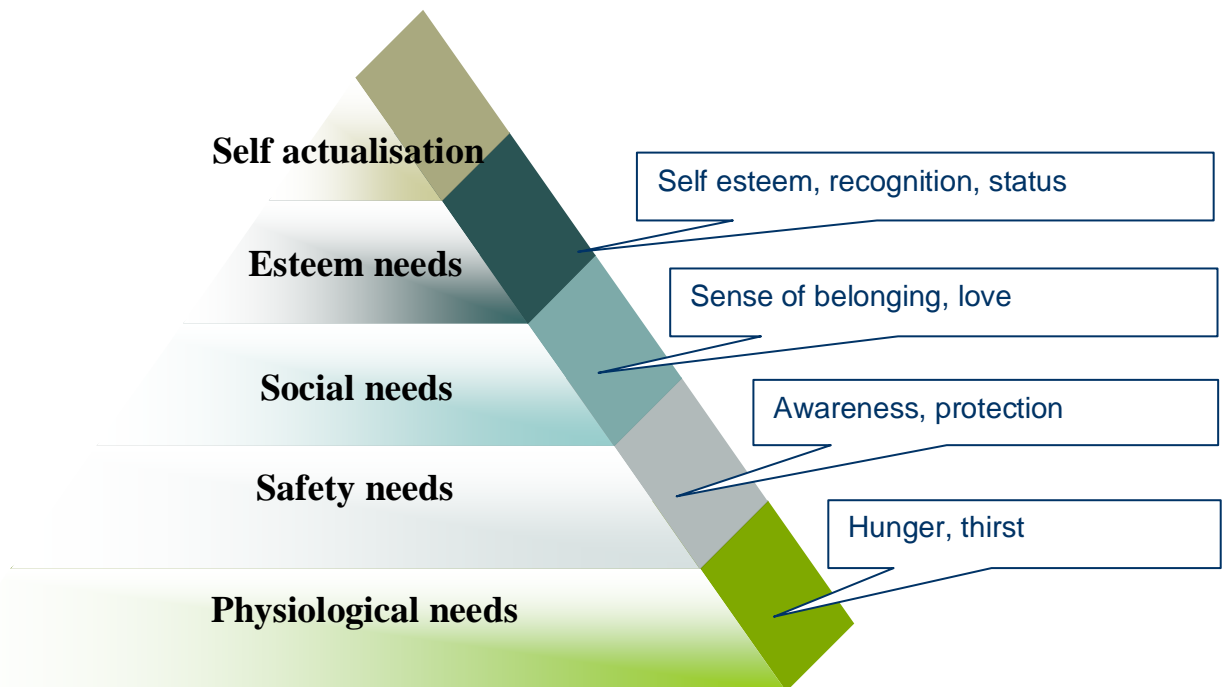 Self actualisation
Self esteem, recognition, status
Esteem needs
Sense of belonging, love
Social needs
Awareness, protection
Safety needs
Hunger, thirst
Physiological needs